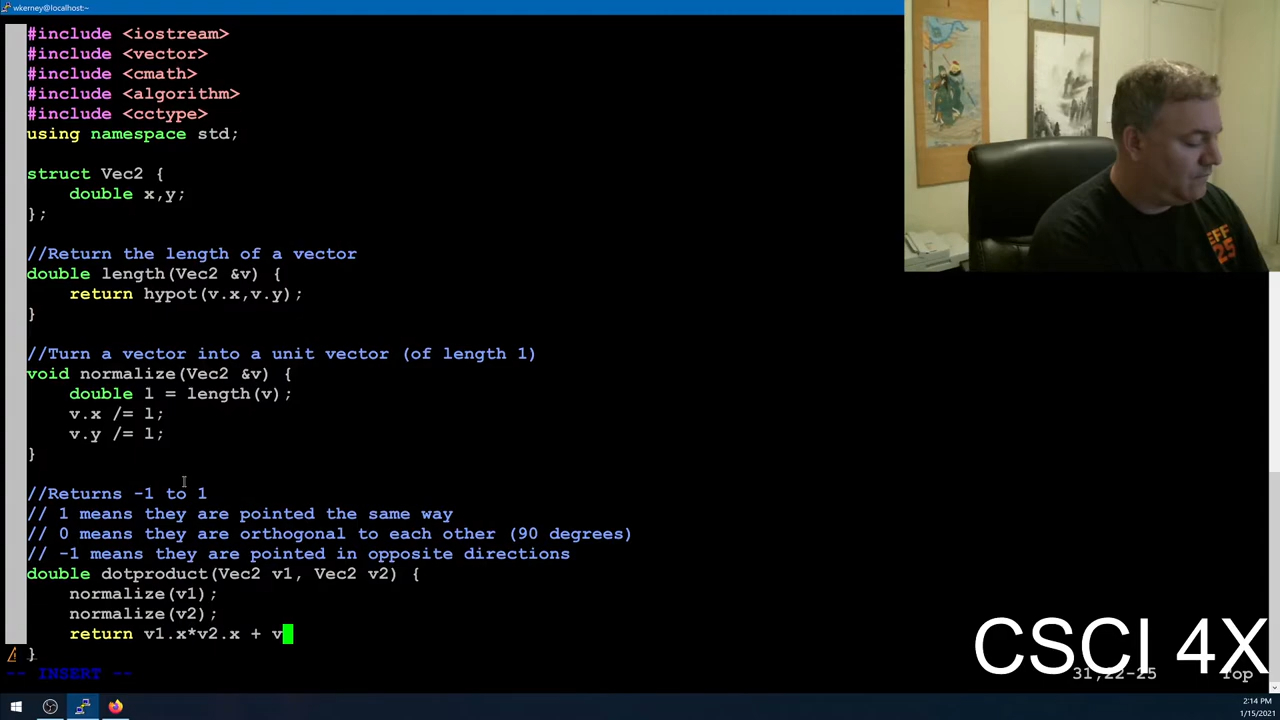 wkerney@localhost:~
#include <iostream>
#include <vector>
#include <cmath>
#include <algorithm>
#include <cctype>
using namespace std;
struct Vec2 {
double x,y;
};
//Return the length of a vector
double length(Vec2 &v) {
return hypot(v.x,v.y);
}
//Turn a vector into a unit vector (of length 1)
void normalize(Vec2 &v) {
double l = length(v);
v.x /= l;
v.y /= l;
}
//Returns -1 to 1
// 1 means they are pointed the same way
// 0 means they are orthogonal to each other (90 degrees)
// -1 means they are pointed in opposite directions
double dotproduct(Vec2 v1, Vec2 v2) {
normalize(v1);
normalize(v2);
return v1.x*v2.x + v
}
-- INSERT --
31,22-25
Top
EFF
25
CSCI 4X
2:14 PM
1/15/2021